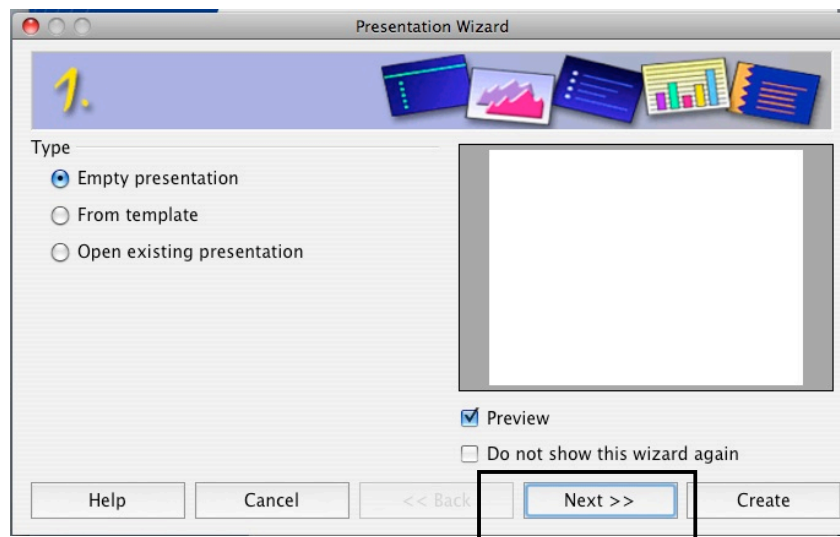 Presentation Wizard
1.
Type
Empty presentation
From template
Open existing presentation
Preview
Do not show this wizard again
Help Cancel << Back Next >> Create